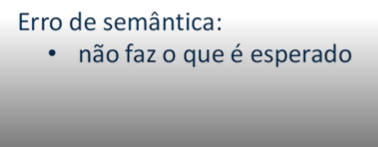 Erro de semântica:
• não faz o que é esperado